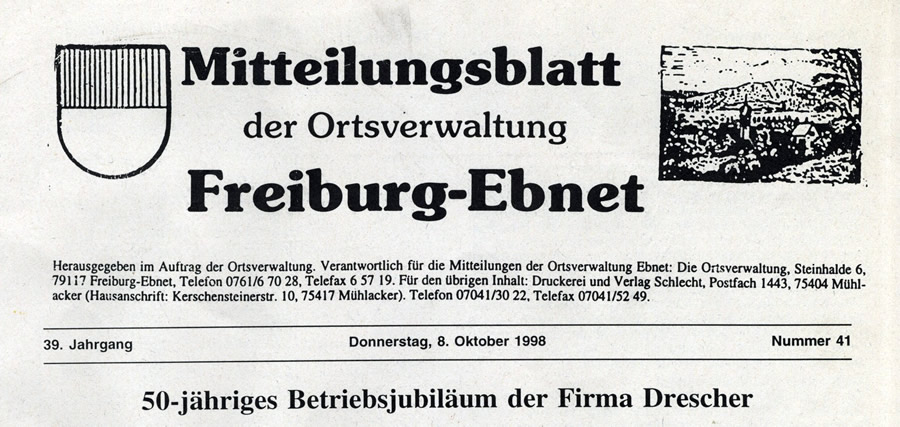 Mitteilungsblatt
der Ortsverwaltung
Freiburg-Ebnet
Herausgegeben im Auftrag der Ortsverwaltung. Verantwortlich für die Mitteilungen der Ortsverwaltung Ebnet: Die Ortsverwaltung, Steinhalde 6,
79117 Freiburg-Ebnet, Telefon 0761/6 70 28, Telefax 6 57 19. Für den übrigen Inhalt: Druckerei und Verlag Schlecht, Postfach 1443, 75404 Mühl-
acker (Hausanschrift: Kerschensteinerstr. 10, 75417 Mühlacker). Telefon 07041/30 22, Telefax 07041/52 49.
39. Jahrgang Donnerstag, 8. Oktober 1998 Nummer 41
50-jähriges Betriebsjubiläum der Firma Drescher